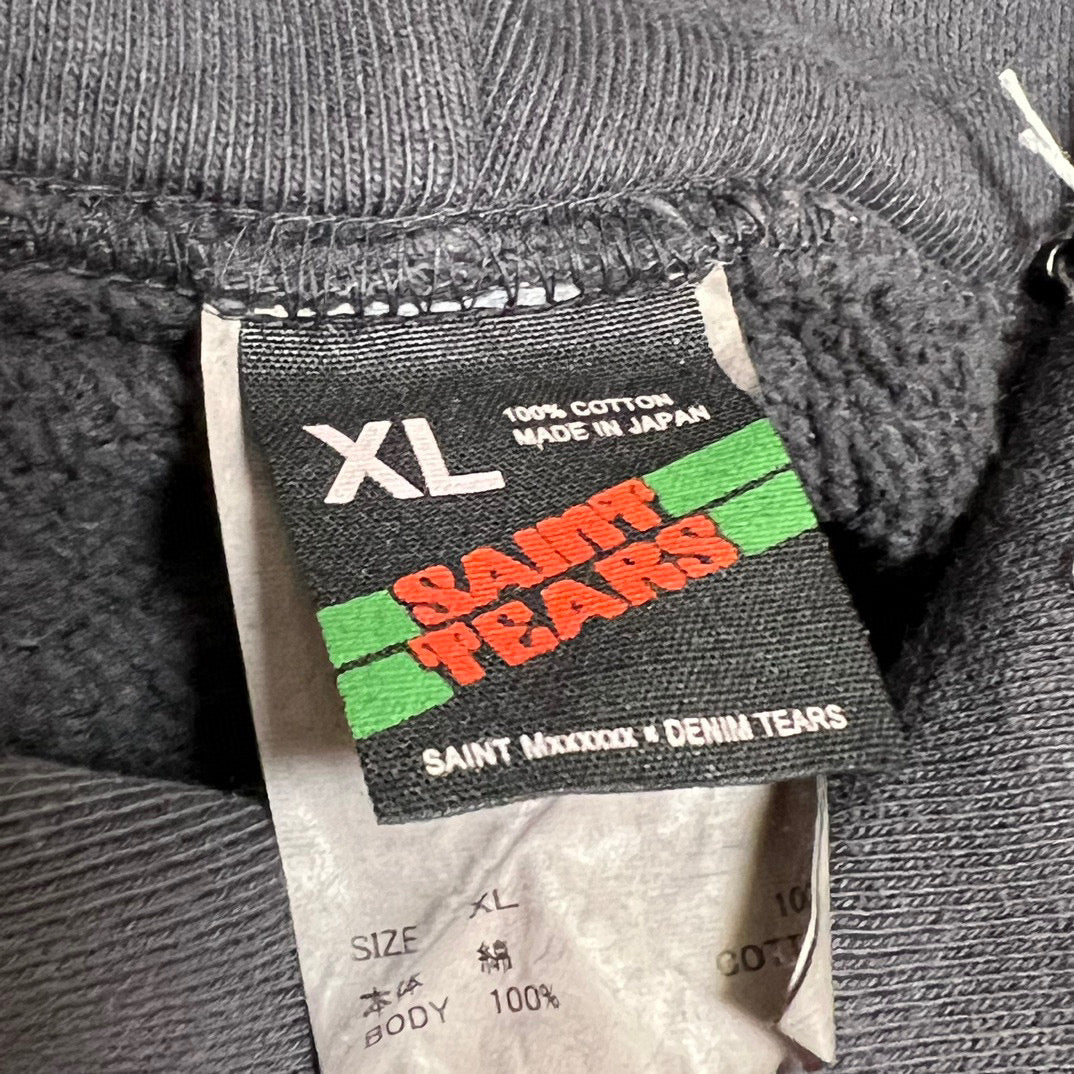 XL
100% COTTON
MADE IN JAPAN
SAINT
TEARS
SAINT Mxxxxxx × DENIM TEARS
XL
SIZE
綿
本体
BODY 100%